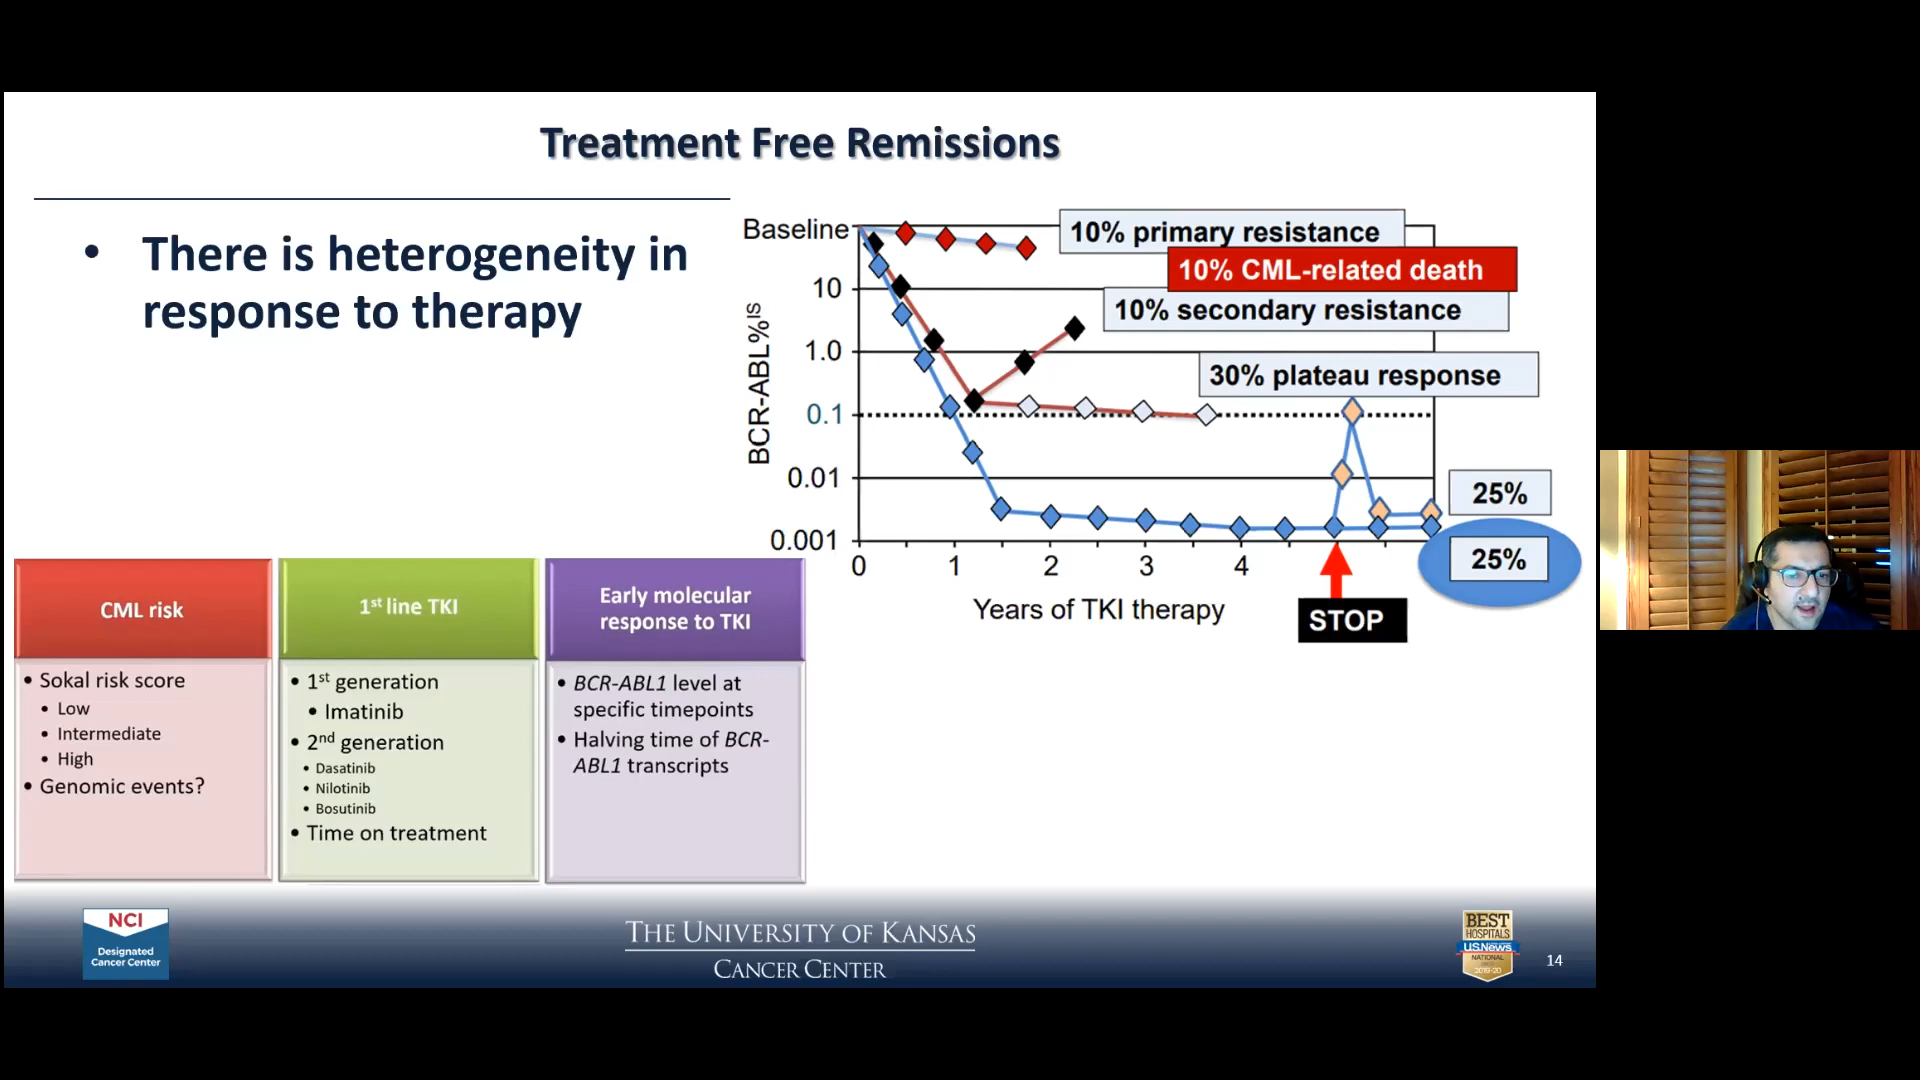 Treatment Free Remissions
• There is heterogeneity in
response to therapy
Baseline
10
1.0
0.1
0.01
0.001
BCR-ABL%IS
0 1 2 3 4
Years of TKI therapy
10% primary resistance
10% CML-related death
10% secondary resistance
30% plateau response
25%
25%
STOP
CML risk
• Sokal risk score
• Low
• Intermediate
• High
• Genomic events?
1st line TKI
• 1st generation
• Imatinib
• 2nd generation
• Dasatinib
• Nilotinib
• Bosutinib
• Time on treatment
Early molecular
response to TKI
• BCR-ABL1 level at
specific timepoints
• Halving time of BCR-
ABL1 transcripts
NCI
Designated
Cancer Center
THE UNIVERSITY OF KANSAS
CANCER CENTER
BEST
HOSPITALS
U.S.News
NATIONAL
2019-20
14